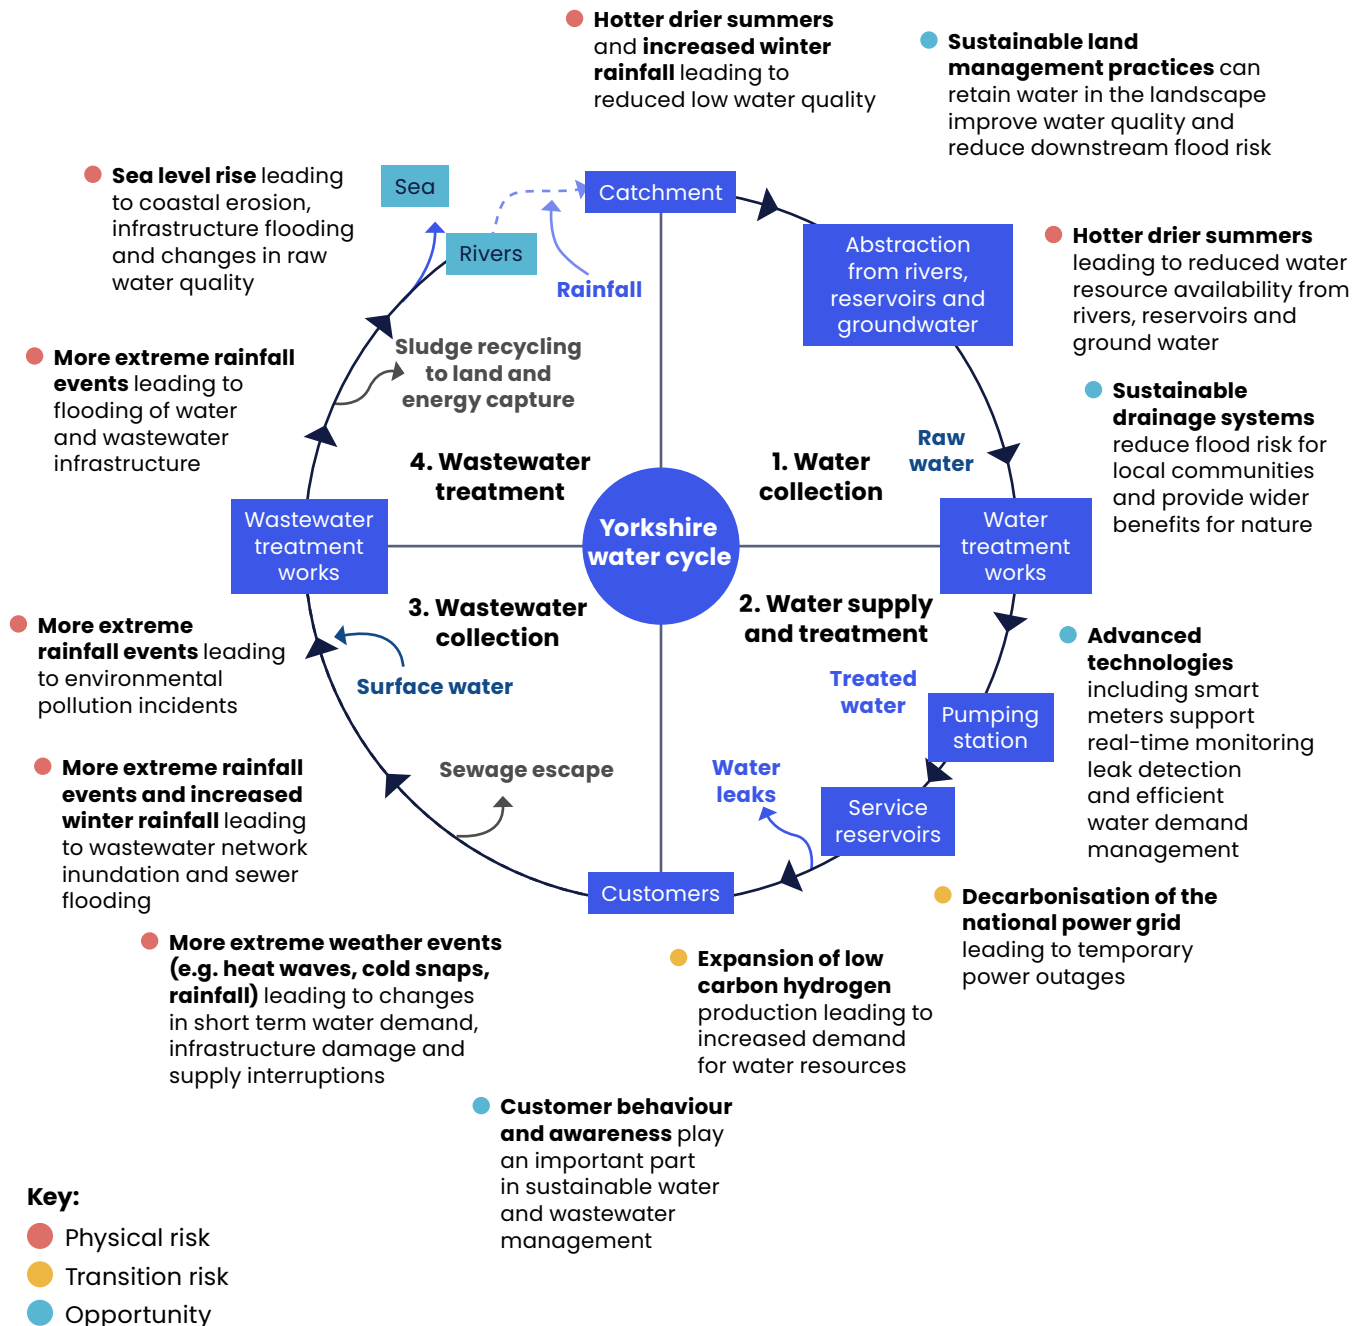 Hotter drier summers
and increased winter
rainfall leading to
reduced low water quality
Sustainable land
management practices can
retain water in the landscape
improve water quality and
reduce downstream flood risk
Sea level rise leading
to coastal erosion,
infrastructure flooding
and changes in raw
water quality
Sea
Rivers
Rainfall
Catchment
Abstraction
from rivers,
reservoirs and
groundwater
Hotter drier summers
leading to reduced water
resource availability from
rivers, reservoirs and
ground water
More extreme rainfall
events leading to
flooding of water
and wastewater
infrastructure
Sludge recycling
to land and
energy capture
Sustainable
drainage systems
reduce flood risk for
local communities
and provide wider
benefits for nature
4. Wastewater
treatment
1. Water
collection
Raw
water
Wastewater
treatment
works
Yorkshire
water cycle
Water
treatment
works
3. Wastewater
collection
2. Water supply
and treatment
More extreme
rainfall events leading
to environmental
pollution incidents
Surface water
Treated
water
Pumping
station
Advanced
technologies
including smart
meters support
real-time monitoring
leak detection
and efficient
water demand
management
More extreme rainfall
events and increased
winter rainfall leading
to wastewater network
inundation and sewer
flooding
Sewage escape
Water
leaks
Service
reservoirs
Customers
Decarbonisation of the
national power grid
leading to temporary
power outages
More extreme weather events
(e.g. heat waves, cold snaps,
rainfall) leading to changes
in short term water demand,
infrastructure damage and
supply interruptions
Expansion of low
carbon hydrogen
production leading to
increased demand
for water resources
Customer behaviour
and awareness play
an important part
in sustainable water
and wastewater
management
Key:
Physical risk
Transition risk
Opportunity